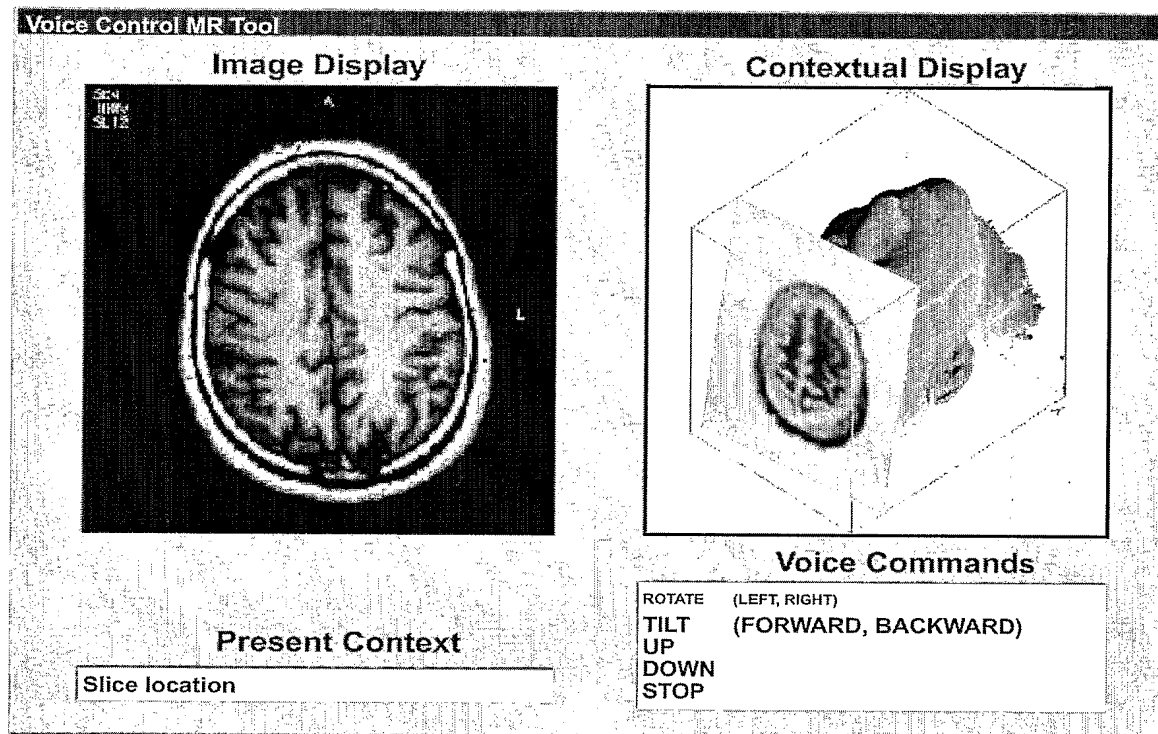 Voice Control MR Tool
Image Display
A
L
Contextual Display
Present Context
Slice location
Voice Commands
ROTATE (LEFT, RIGHT)
TILT (FORWARD, BACKWARD)
UP
DOWN
STOP